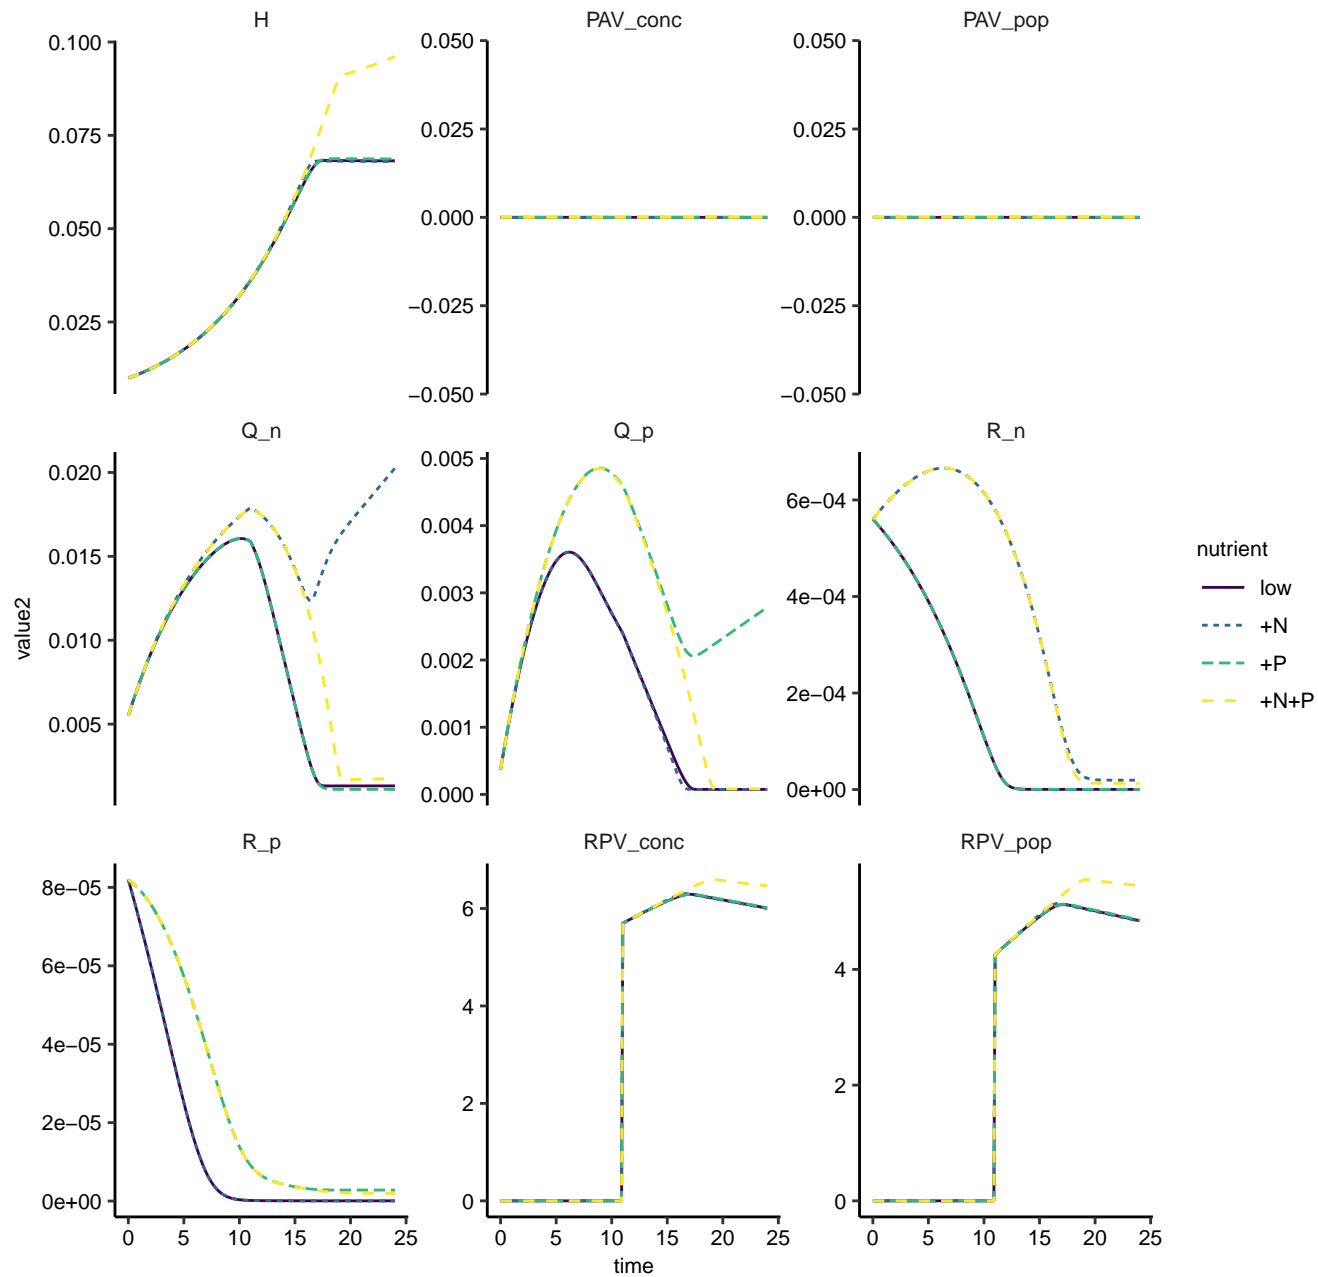 H
PAV_conc
PAV_pop
0.100
0.075
0.050
0.025
0.050
0.025
0.000
−0.025
−0.050
0.050
0.025
0.000
−0.025
−0.050
Q_n
Q_p
R_n
0.020
0.015
0.010
0.005
0.005
0.004
0.003
0.002
0.001
0.000
6e−04
4e−04
2e−04
0e+00
R_p
RPV_conc
RPV_pop
8e−05
6e−05
4e−05
2e−05
0e+00
6
4
2
0
4
2
0
0 5 10 15 20 25
0 5 10 15 20 25
0 5 10 15 20 25
time
value2
nutrient
low
+N
+P
+N+P